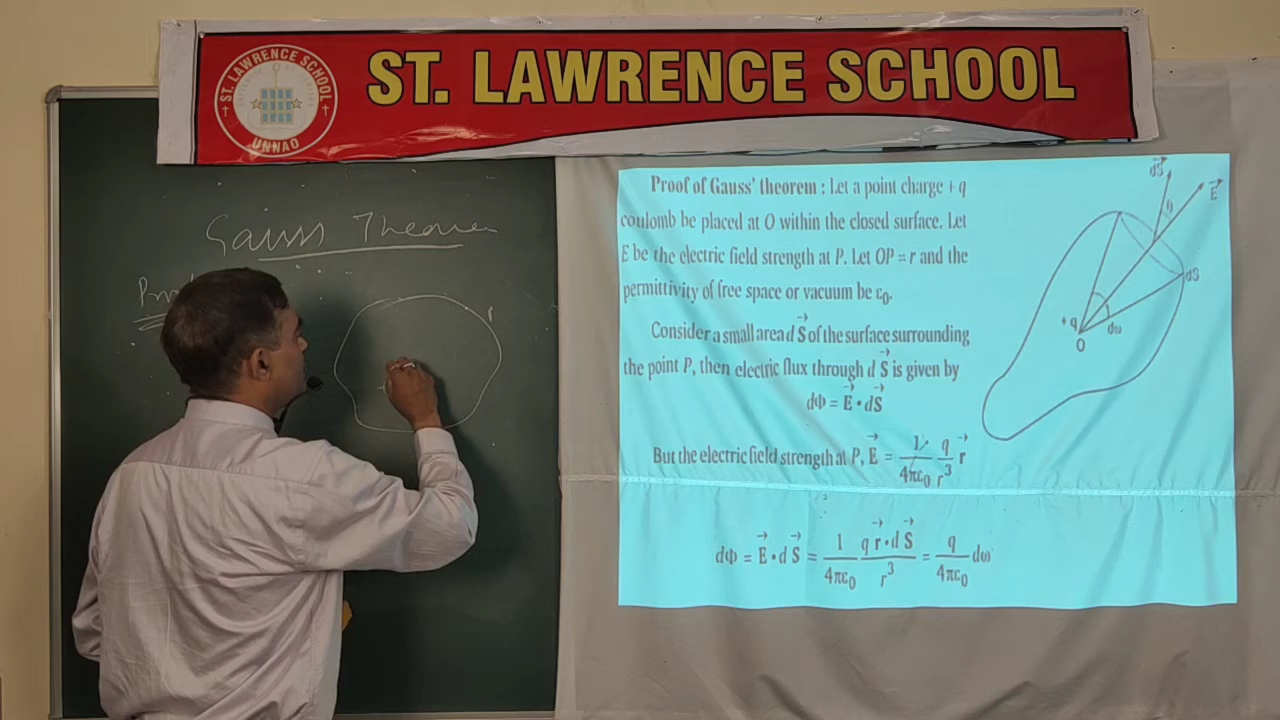 ST. LAWRENCE SCHOOL
ST. LAWRENCE SCHOOL
UNNAO
Gauss Theorem
Proof of Gauss' theorem : Let a point charge + q
coulomb be placed at O within the closed surface. Let
E be the electric field strength at P. Let OP = r and the
permittivity of free space or vacuum be ε₀.
Consider a small area d S⃗ of the surface surrounding
the point P, then electric flux through d S⃗ is given by
dΦ = E⃗ • dS⃗
But the electric field strength at P, E⃗ = 1/4πε₀ q/r³ r⃗
dΦ = E⃗ • d S⃗ = 1/4πε₀ q r⃗ • d S⃗/r³ = q/4πε₀ dω
dS⃗
θ
E⃗
dS
+ q
O
dω